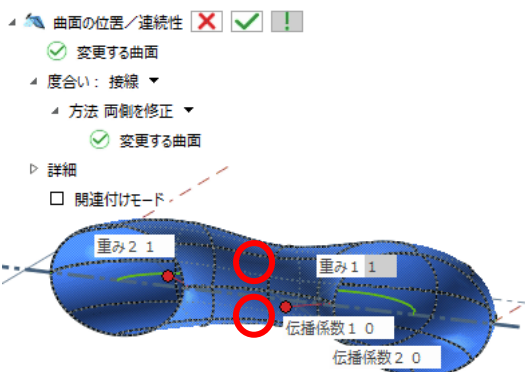 曲面の位置／連続性
変更する曲面
度合い： 接線
方法 両側を修正
変更する曲面
詳細
関連付けモード
重み２ 1
重み１ 1
伝播係数１ 0
伝播係数２ 0